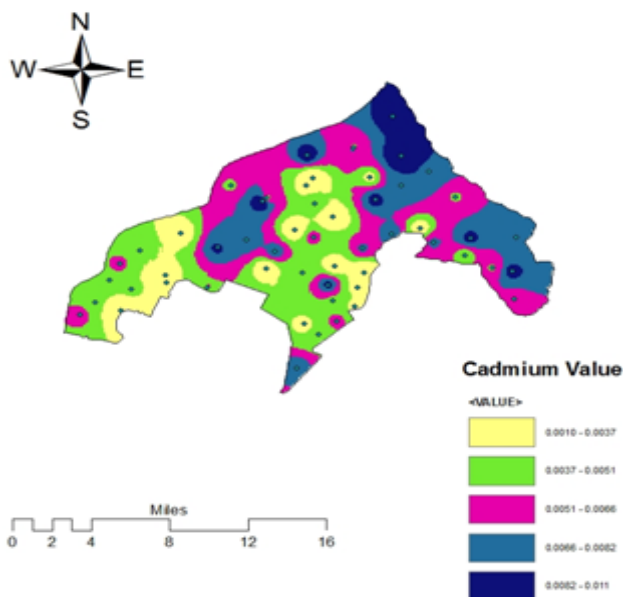 N
W E
S
Cadmium Value
<VALUE>
0.0010 - 0.0037
0.0037 - 0.0051
0.0051 - 0.0066
0.0066 - 0.0082
0.0082 - 0.011
Miles
0 2 4 8 12 16